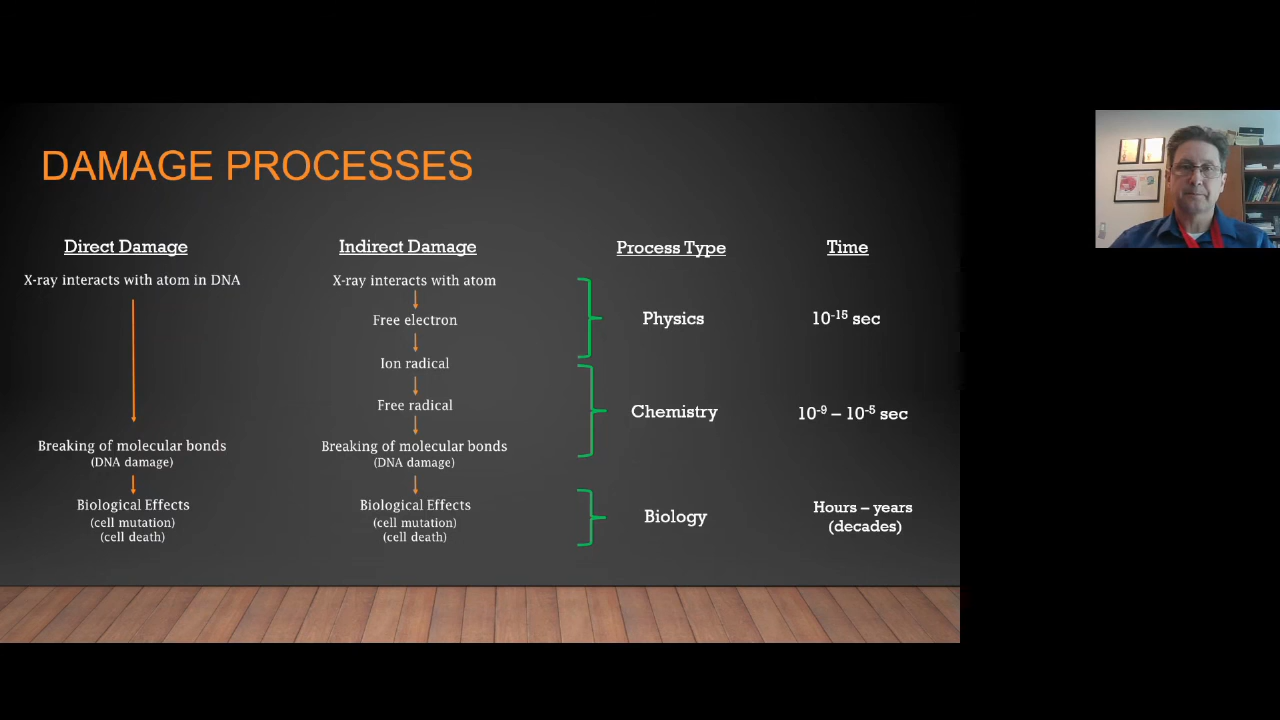 DAMAGE PROCESSES
Direct Damage
X-ray interacts with atom in DNA
Breaking of molecular bonds
(DNA damage)
Biological Effects
(cell mutation)
(cell death)
Indirect Damage
X-ray interacts with atom
Free electron
Ion radical
Free radical
Breaking of molecular bonds
(DNA damage)
Biological Effects
(cell mutation)
(cell death)
Process Type
Physics
Chemistry
Biology
Time
10⁻¹⁵ sec
10⁻⁹ – 10⁻⁵ sec
Hours – years
(decades)